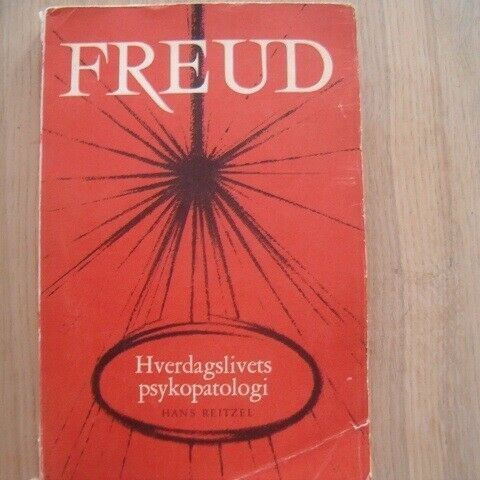 FREUD
Hverdagslivets
psykopatologi
HANS REITZEL